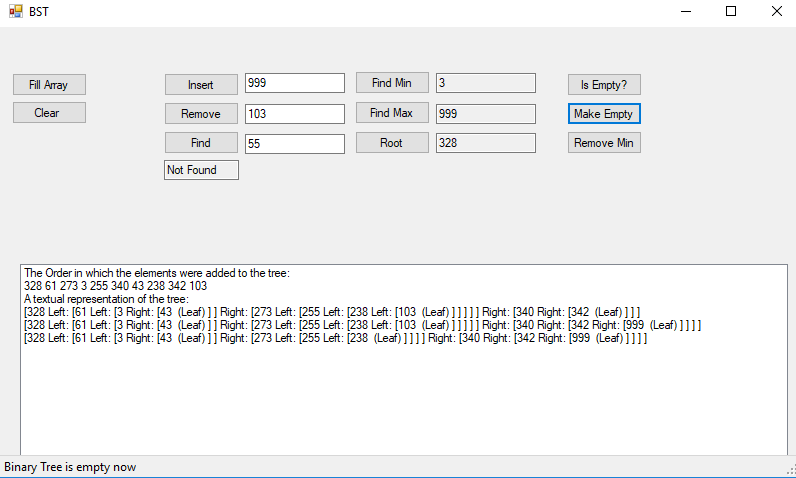 BST
Fill Array Insert 999 Find Min 3 Is Empty?
Clear Remove 103 Find Max 999 Make Empty
Find 55 Root 328 Remove Min
Not Found
The Order in which the elements were added to the tree:
328 61 273 3 255 340 43 238 342 103
A textual representation of the tree:
[328 Left: [61 Left: [3 Right: [43 (Leaf) ] ] Right: [273 Left: [255 Left: [238 Left: [103 (Leaf) ] ] ] ] ] Right: [340 Right: [342 (Leaf) ] ] ]
[328 Left: [61 Left: [3 Right: [43 (Leaf) ] ] Right: [273 Left: [255 Left: [238 Left: [103 (Leaf) ] ] ] ] ] Right: [340 Right: [342 Right: [999 (Leaf) ] ] ] ]
[328 Left: [61 Left: [3 Right: [43 (Leaf) ] ] Right: [273 Left: [255 Left: [238 (Leaf) ] ] ] ] Right: [340 Right: [342 Right: [999 (Leaf) ] ] ] ]
Binary Tree is empty now